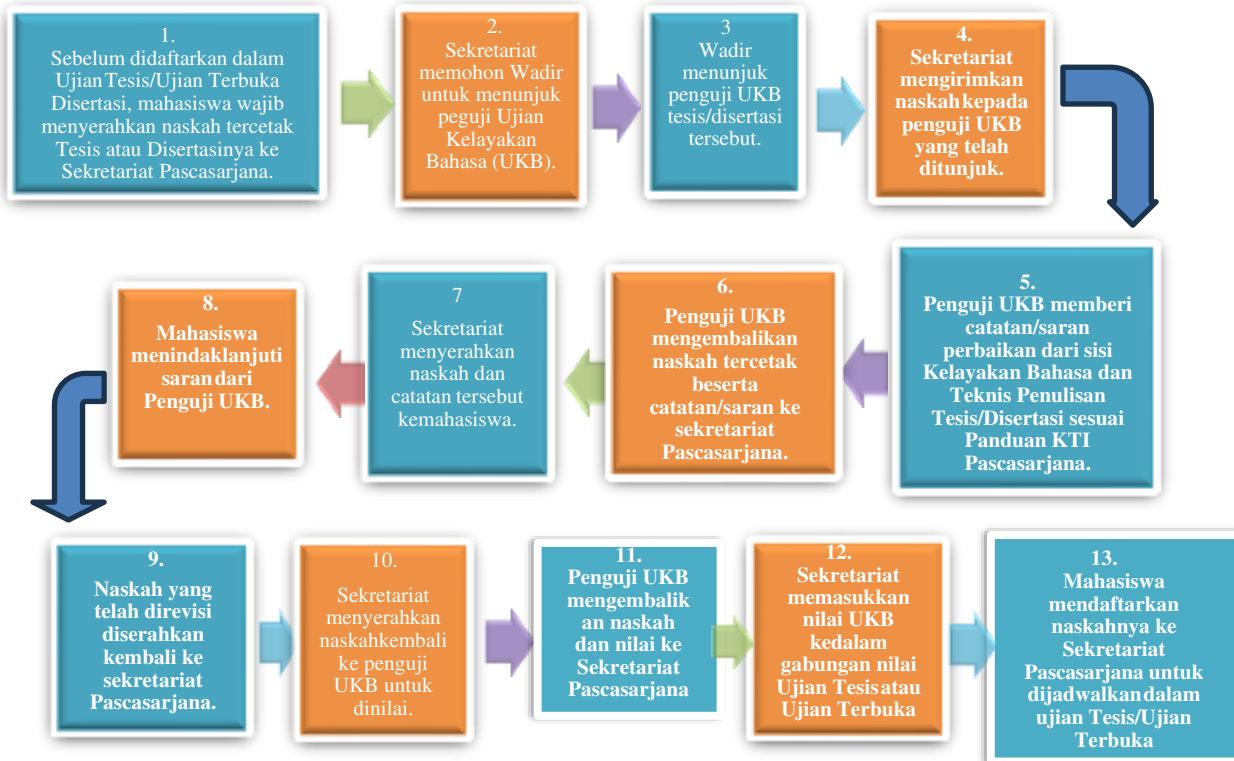 1.
Sebelum didaftarkan dalam
Ujian Tesis/Ujian Terbuka
Disertasi, mahasiswa wajib
menyerahkan naskah tercetak
Tesis atau Disertasinya ke
Sekretariat Pascasarjana.
2.
Sekretariat
memohon Wadir
untuk menunjuk
peguji Ujian
Kelayakan
Bahasa (UKB).
3
Wadir
menunjuk
penguji UKB
tesis/disertasi
tersebut.
4.
Sekretariat
mengirimkan
naskah kepada
penguji UKB
yang telah
ditunjuk.
5.
Penguji UKB memberi
catatan/saran
perbaikan dari sisi
Kelayakan Bahasa dan
Teknis Penulisan
Tesis/Disertasi sesuai
Panduan KTI
Pascasarjana.
6.
Penguji UKB
mengembalikan
naskah tercetak
beserta
catatan/saran ke
sekretariat
Pascasarjana.
7
Sekretariat
menyerahkan
naskah dan
catatan tersebut
kemahasiswa.
8.
Mahasiswa
menindaklanjuti
saran dari
Penguji UKB.
9.
Naskah yang
telah direvisi
diserahkan
kembali ke
sekretariat
Pascasarjana.
10.
Sekretariat
menyerahkan
naskahkembali
ke penguji
UKB untuk
dinilai.
11.
Penguji UKB
mengembalik
an naskah
dan nilai ke
Sekretariat
Pascasarjana
12.
Sekretariat
memasukkan
nilai UKB
kedalam
gabungan nilai
Ujian Tesis atau
Ujian Terbuka
13.
Mahasiswa
mendaftarkan
naskahnya ke
Sekretariat
Pascasarjana untuk
dijadwalkan dalam
ujian Tesis/Ujian
Terbuka